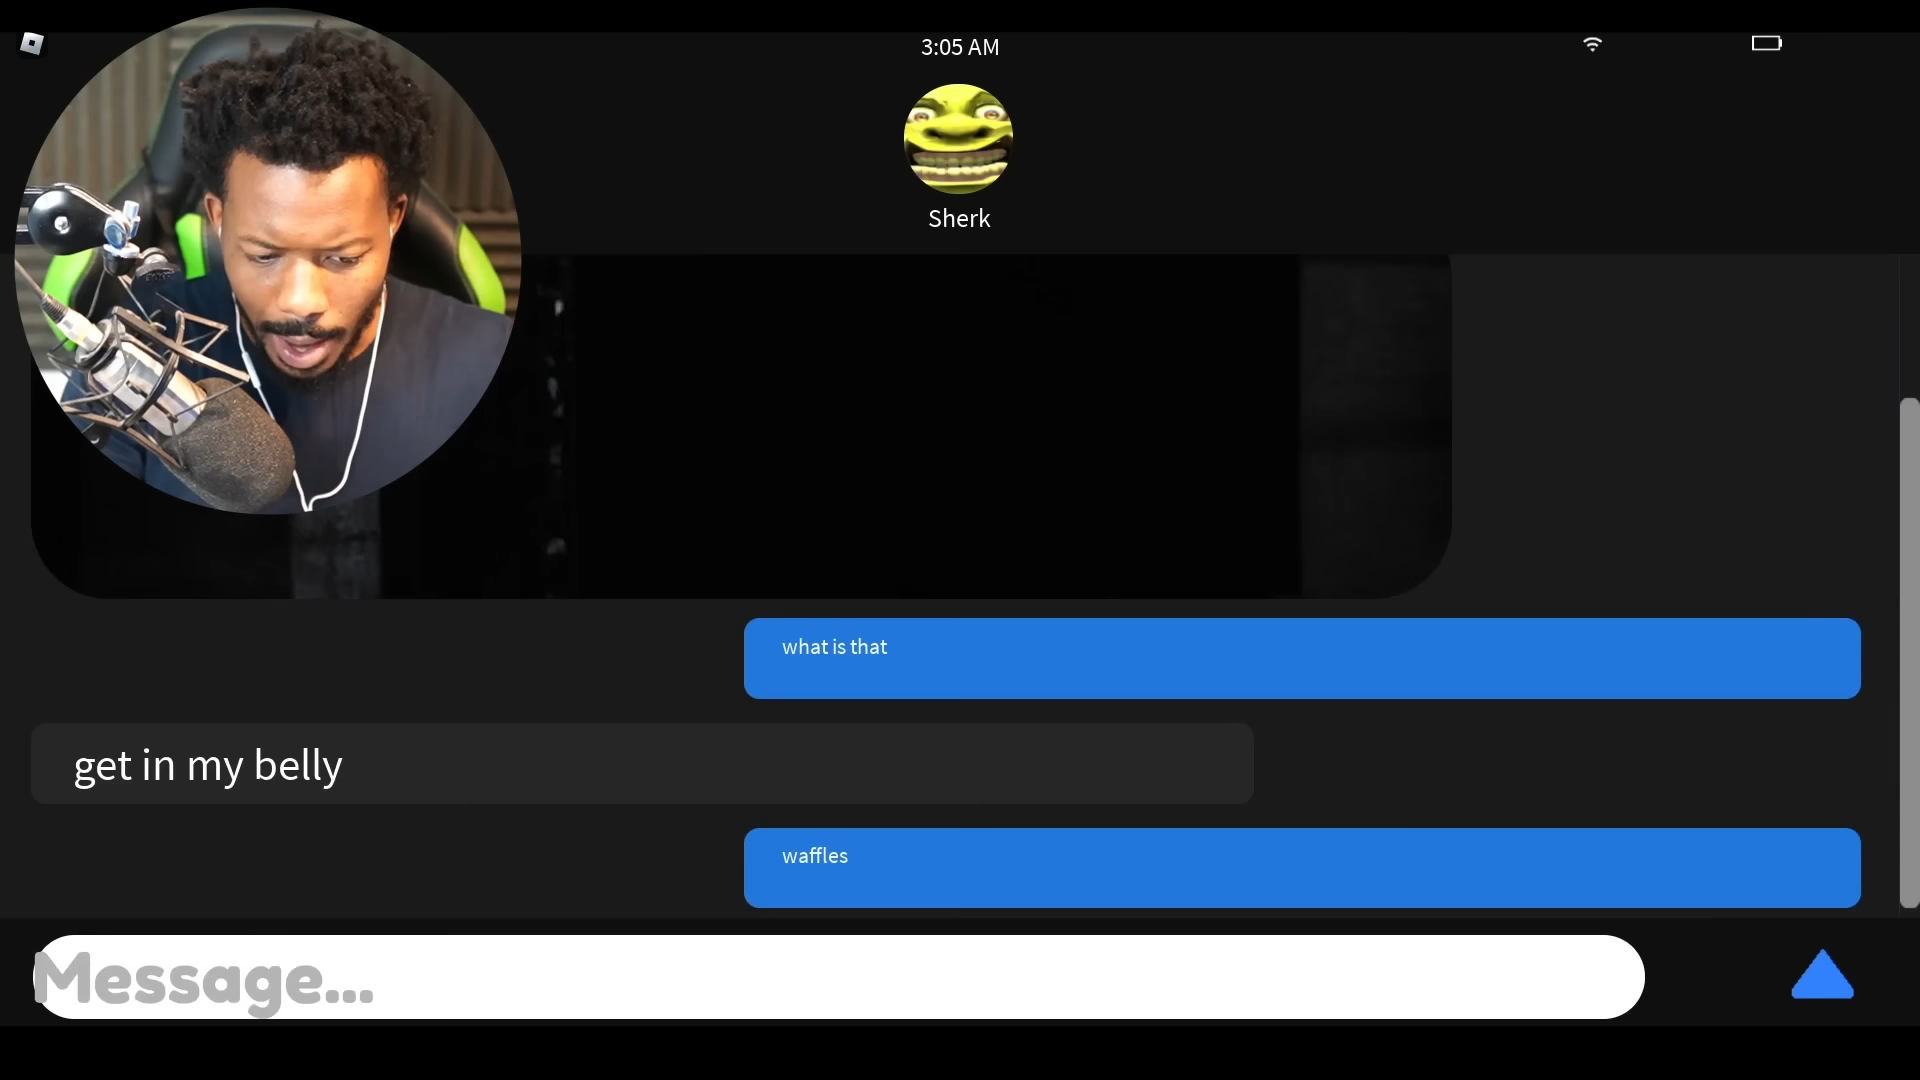 3:05 AM
Sherk
what is that
get in my belly
waffles
Message...